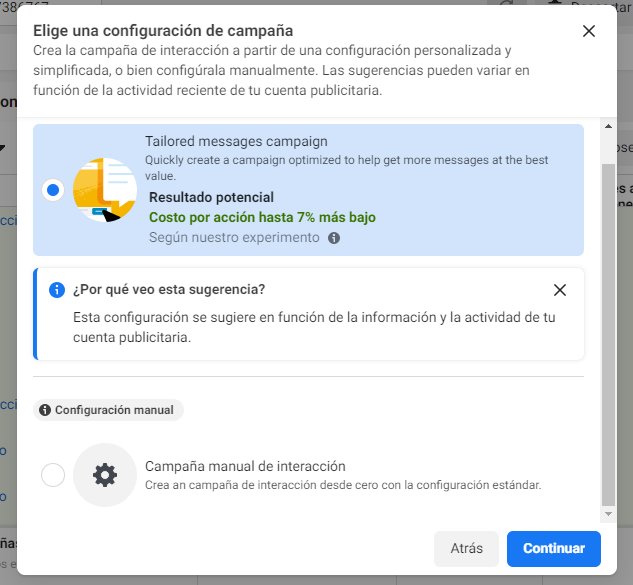 7386767
Descartar
Elige una configuración de campaña
Crea la campaña de interacción a partir de una configuración personalizada y
simplificada, o bien configúrala manualmente. Las sugerencias pueden variar en
función de la actividad reciente de tu cuenta publicitaria.
Tailored messages campaign
Quickly create a campaign optimized to help get more messages at the best
value.
Resultado potencial
Costo por acción hasta 7% más bajo
Según nuestro experimento
¿Por qué veo esta sugerencia?
Esta configuración se sugiere en función de la información y la actividad de tu
cuenta publicitaria.
Configuración manual
Campaña manual de interacción
Crea an campaña de interacción desde cero con la configuración estándar.
Atrás
Continuar